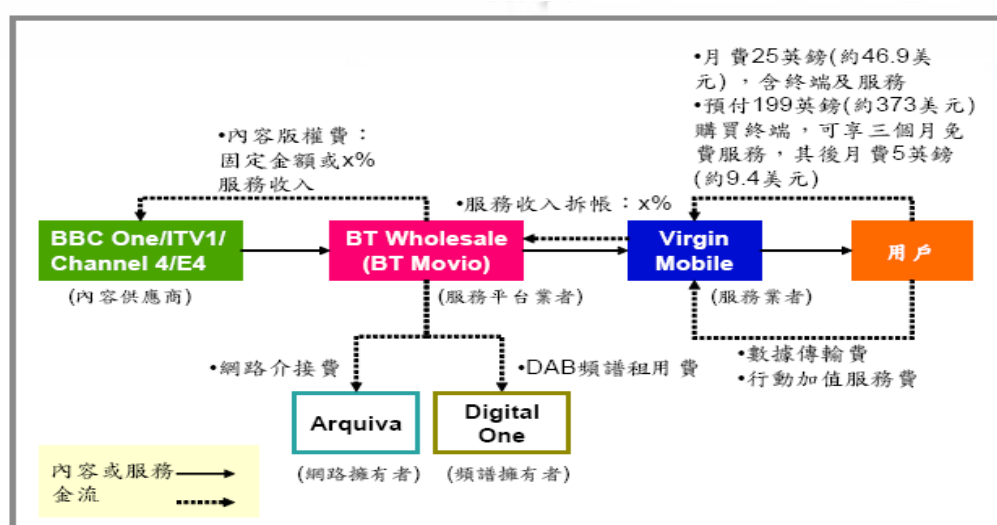 •月費25英鎊(約46.9美
元)，含終端及服務
•預付199英鎊(約373美元)
購買終端，可享三個月免
費服務，其後月費5英鎊
(約9.4美元)
•內容版權費：
固定金額或x%
服務收入
•服務收入拆帳：x%
BBC One/ITV1/
Channel 4/E4
BT Wholesale
(BT Movio)
Virgin
Mobile
用戶
(內容供應商)
(服務平台業者)
(服務業者)
•網路介接費
•DAB頻譜租用費
•數據傳輸費
•行動加值服務費
Arquiva
Digital
One
(網路擁有者)
(頻譜擁有者)
內容或服務
金流